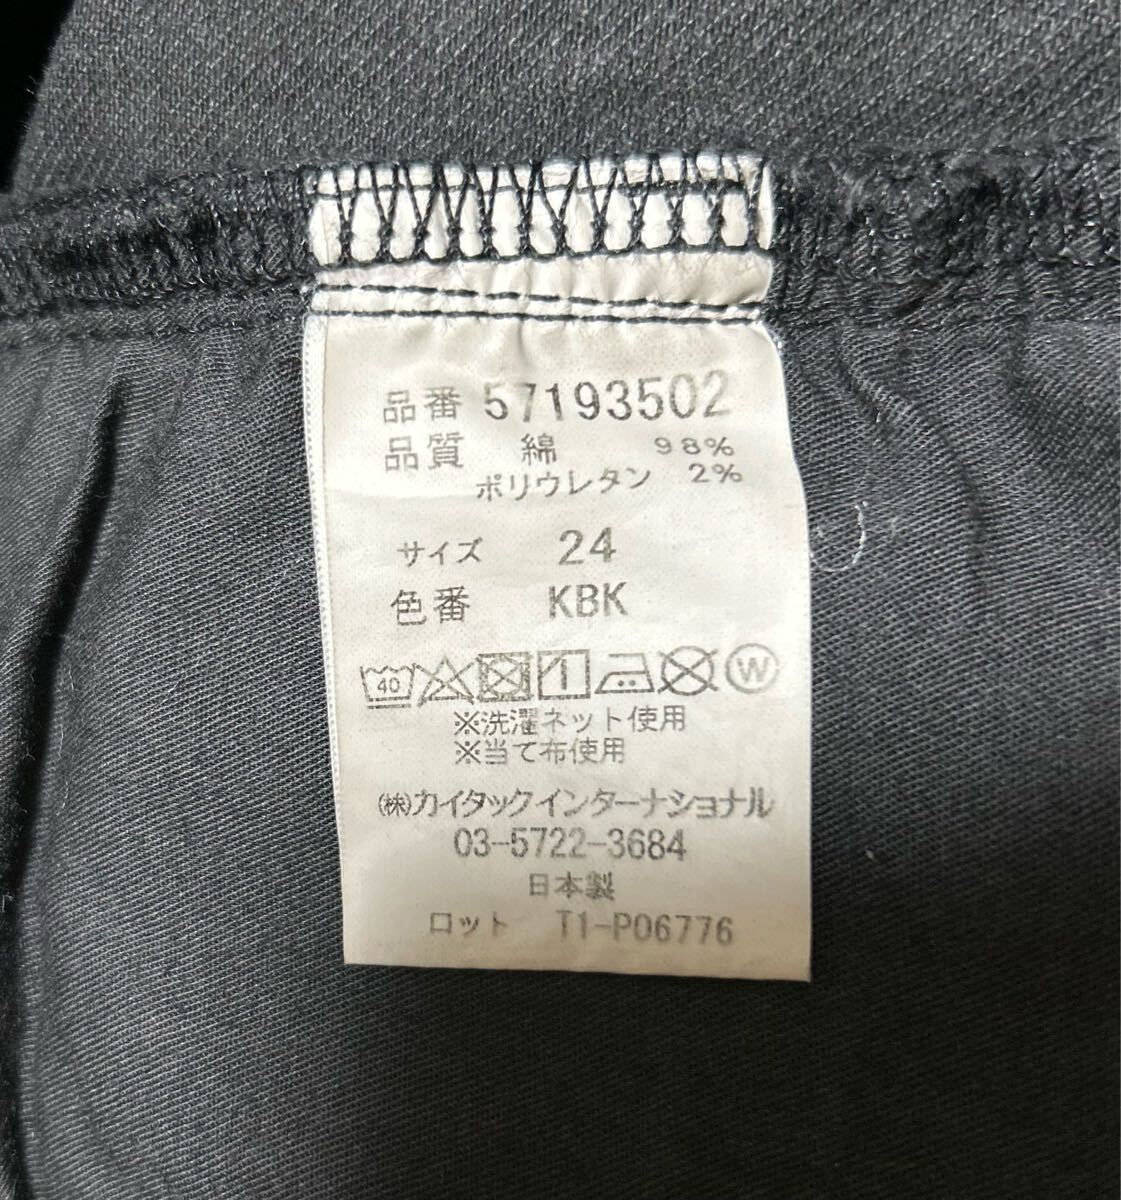 品番 57193502
品質 綿 98%
ポリウレタン 2%
サイズ 24
色番 KBK
40 W
※洗濯ネット使用
※当て布使用
(株)カイタックインターナショナル
03-5722-3684
日本製
ロット T1-P06776